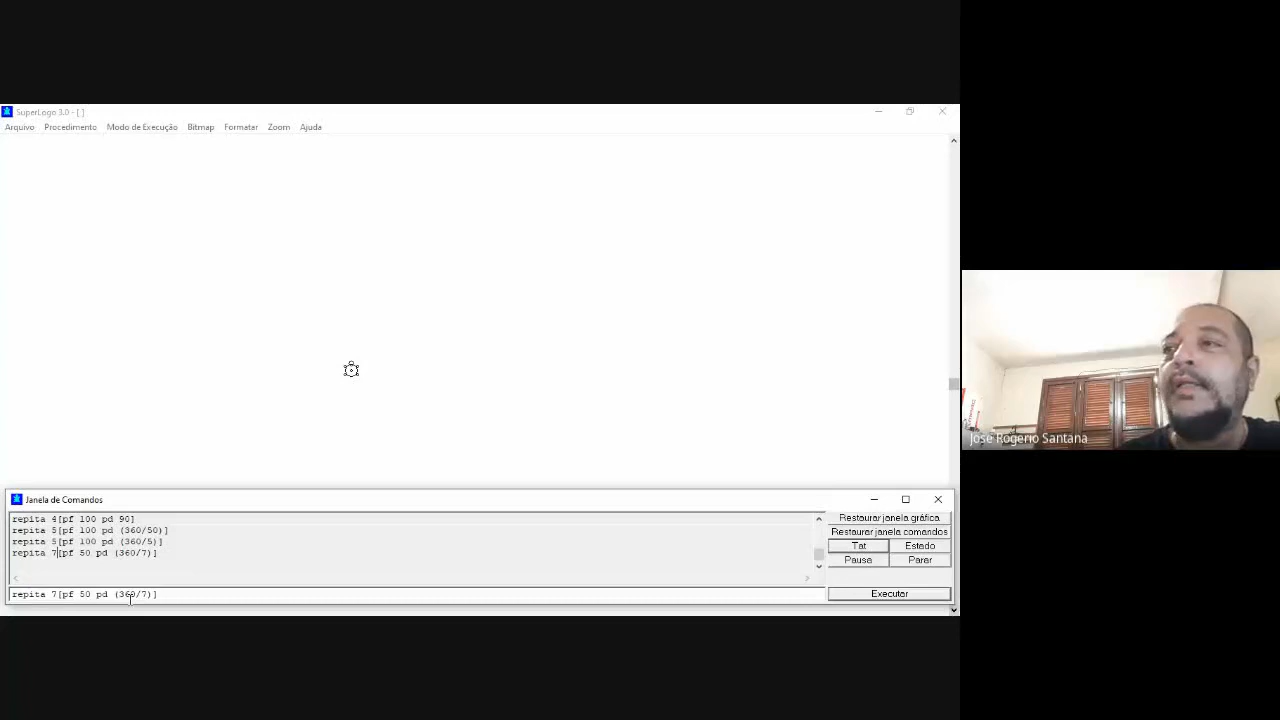 SuperLogo 3.0 - [ ]
Arquivo Procedimento Modo de Execução Bitmap Formatar Zoom Ajuda
José Rogerio Santana
Janela de Comandos
repita 4[pf 100 pd 90]
repita 5[pf 100 pd (360/50)]
repita 5[pf 100 pd (360/5)]
repita 7[pf 50 pd (360/7)]
Restaurar janela gráfica
Restaurar janela comandos
Tat Estado
Pausa Parar
repita 7[pf 50 pd (360/7)]
Executar